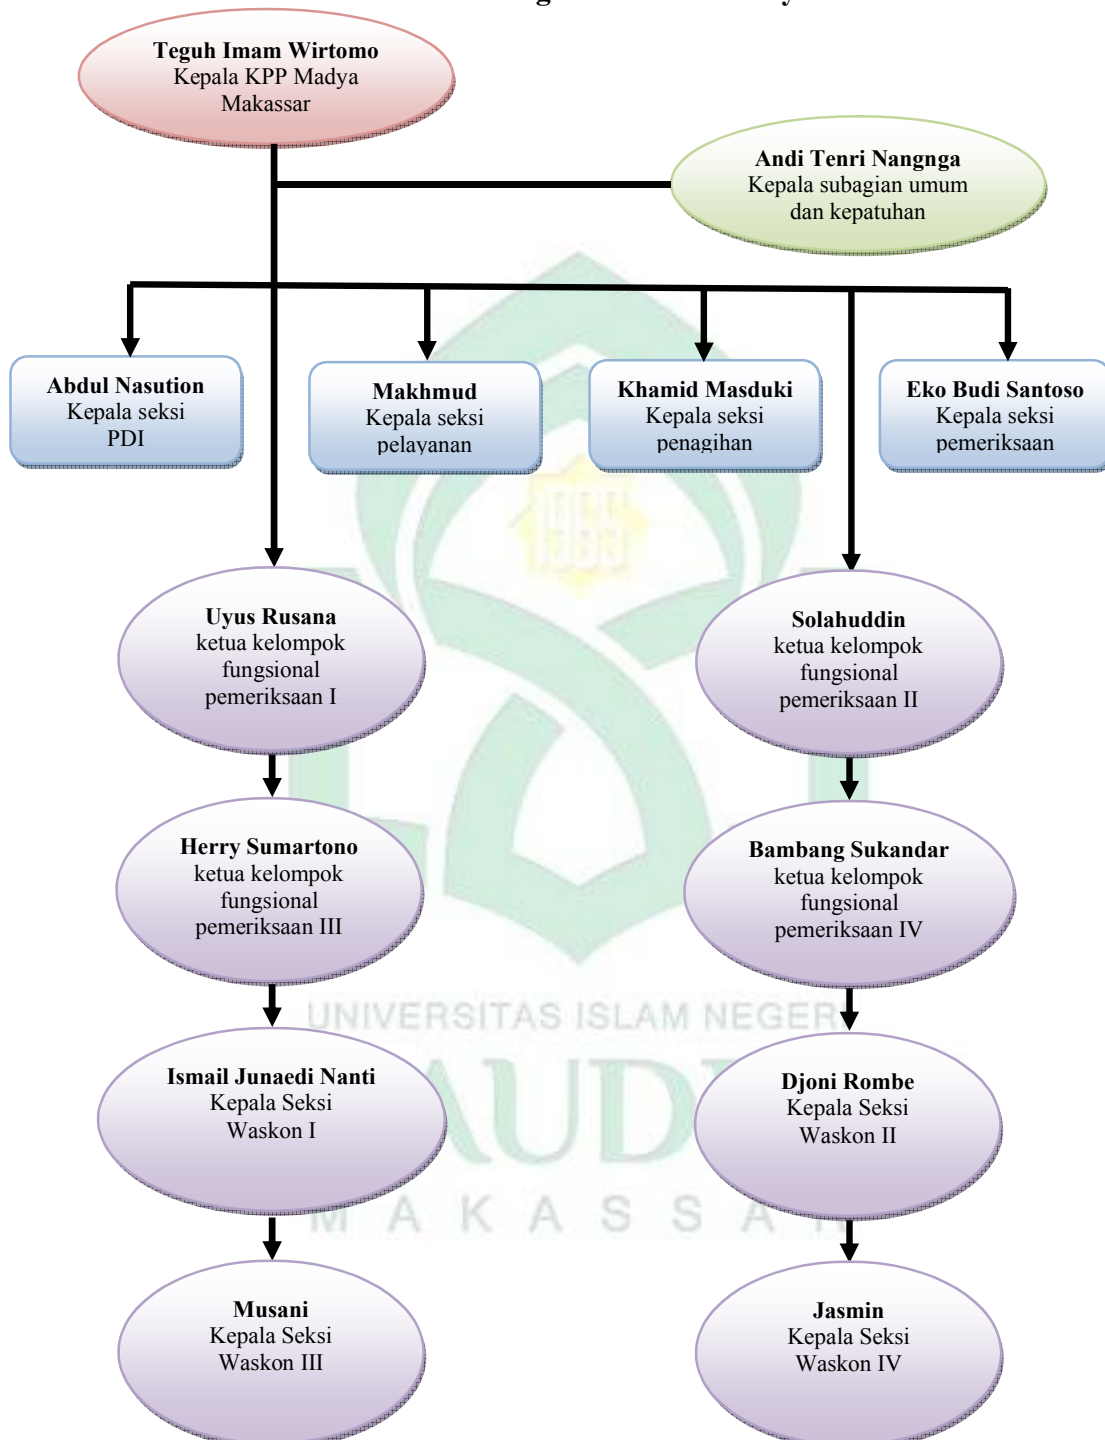 Teguh Imam Wirtomo
Kepala KPP Madya
Makassar
Andi Tenri Nangnga
Kepala subagian umum
dan kepatuhan
Abdul Nasution
Kepala seksi
PDI
Makhmud
Kepala seksi
pelayanan
Khamid Masduki
Kepala seksi
penagihan
Eko Budi Santoso
Kepala seksi
pemeriksaan
Uyus Rusana
ketua kelompok
fungsional
pemeriksaan I
Solahuddin
ketua kelompok
fungsional
pemeriksaan II
Herry Sumartono
ketua kelompok
fungsional
pemeriksaan III
Bambang Sukandar
ketua kelompok
fungsional
pemeriksaan IV
UNIVERSITAS ISLAM NEGERI
Ismail Junaedi Nanti
Kepala Seksi
Waskon I
Djoni Rombe
Kepala Seksi
Waskon II
MAKASSAR
Musani
Kepala Seksi
Waskon III
Jasmin
Kepala Seksi
Waskon IV